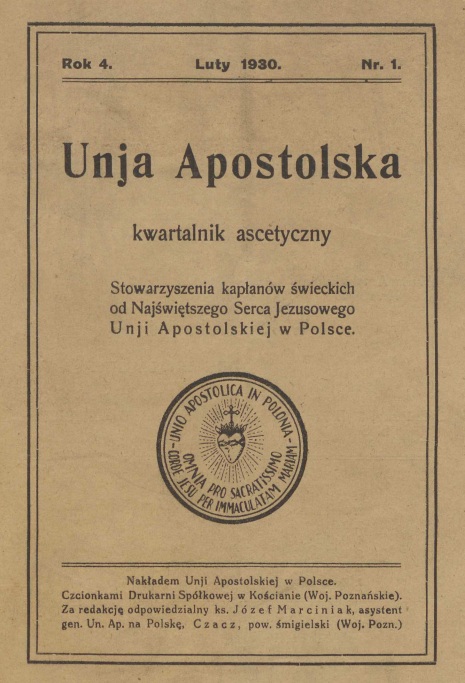 Rok 4. Luty 1930. Nr. 1.
Unja Apostolska
kwartalnik ascetyczny
Stowarzyszenia kapłanów świeckich
od Najświętszego Serca Jezusowego
Unji Apostolskiej w Polsce.
UNIO APOSTOLICA IN POLONIA
OMNIA PRO SACRATISSIMO
CORDE JESU PER IMMACULATAM MARIAM
Nakładem Unji Apostolskiej w Polsce.
Czcionkami Drukarni Spółkowej w Kościanie (Woj. Poznańskie).
Za redakcję odpowiedzialny ks. Józef Marciniak, asystent
gen. Un. Ap. na Polskę, Czacz, pow. śmigielski (Woj. Pozn.)